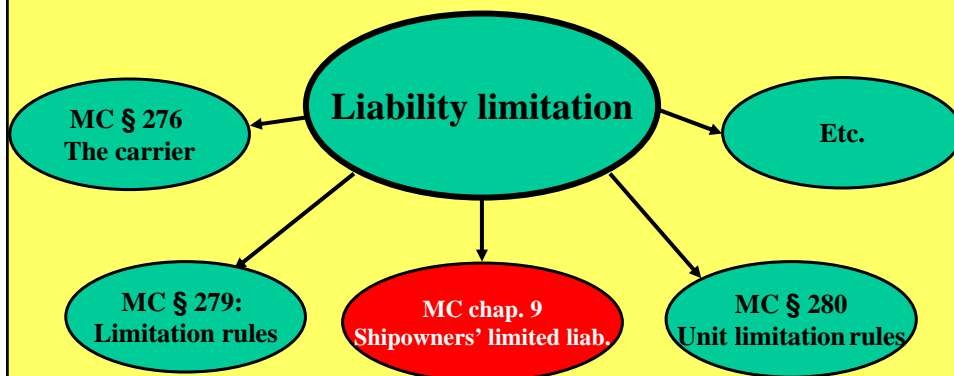 Liability limitation
MC § 276
The carrier
Etc.
MC § 279:
Limitation rules
MC chap. 9
Shipowners’ limited liab.
MC § 280
Unit limitation rules